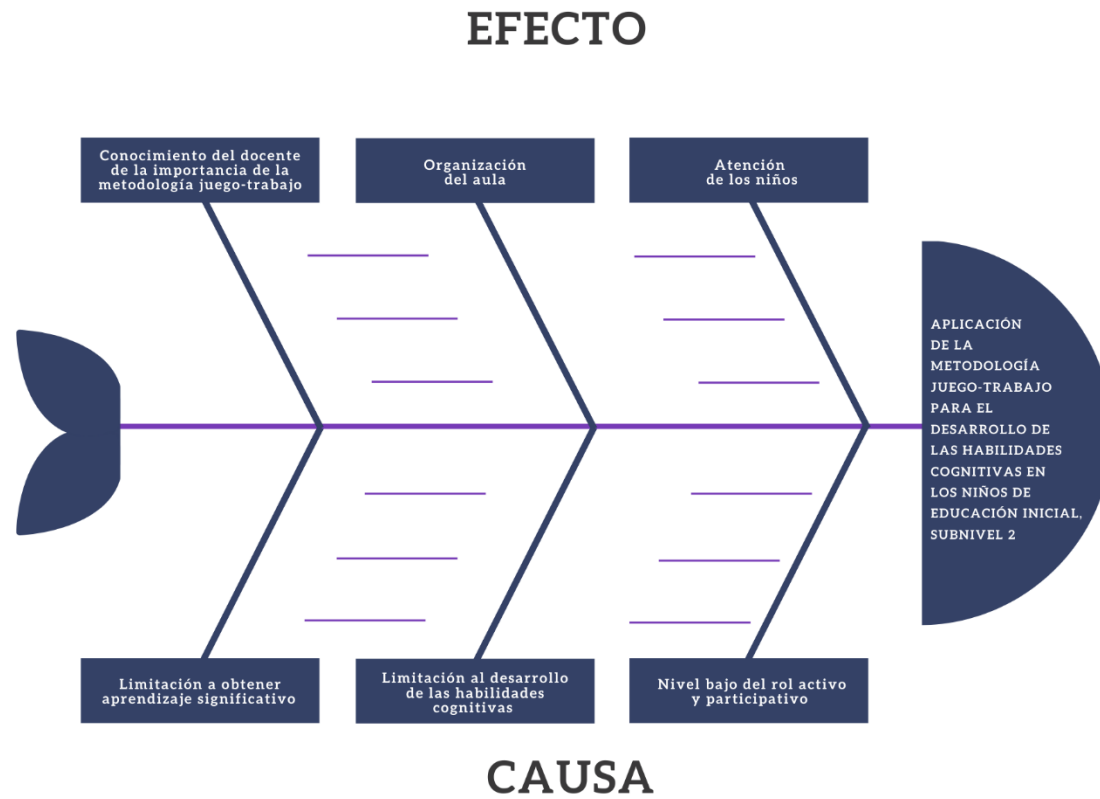 EFECTO
Conocimiento del docente
de la importancia de la
metodología juego-trabajo
Organización
del aula
Atención
de los niños
APLICACIÓN
DE LA
METODOLOGÍA
JUEGO-TRABAJO
PARA EL
DESARROLLO DE
LAS HABILIDADES
COGNITIVAS EN
LOS NIÑOS DE
EDUCACIÓN INICIAL,
SUBNIVEL 2
Limitación a obtener
aprendizaje significativo
Limitación al desarrollo
de las habilidades
cognitivas
Nivel bajo del rol activo
y participativo
CAUSA